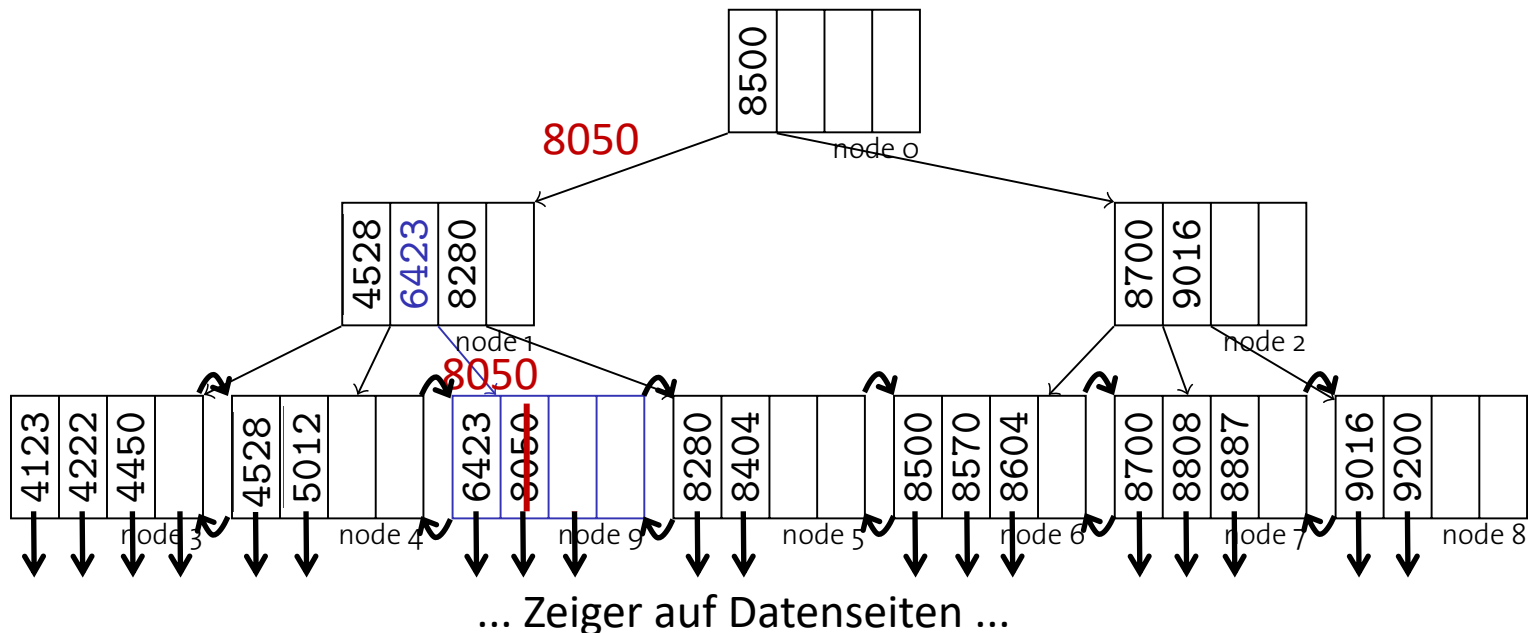 8500
node 0
8050
4528 6423 8280
node 1
8700 9016
node 2
8050
4123 4222 4450
node 3
4528 5012
node 4
6423 8050
node 9
8280 8404
node 5
8500 8570 8604
node 6
8700 8808 8887
node 7
9016 9200
node 8
... Zeiger auf Datenseiten ...